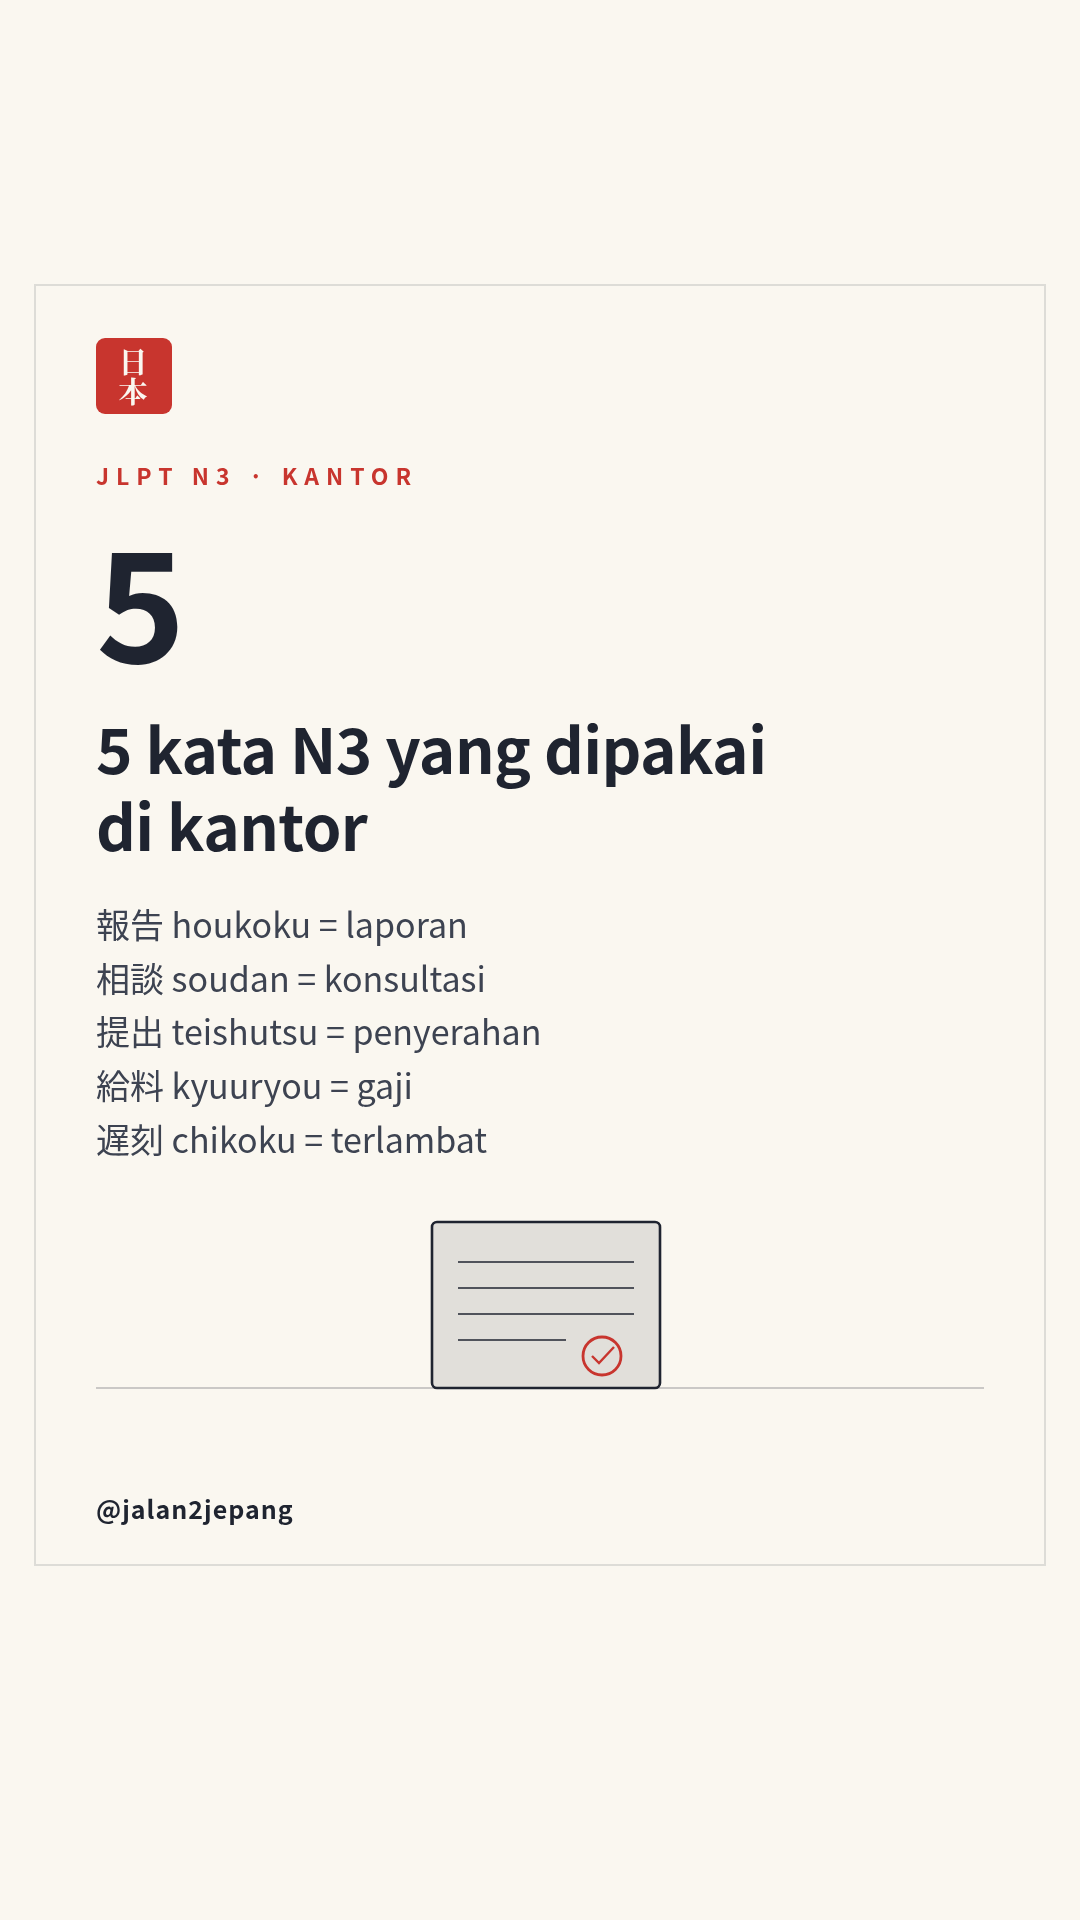 日本
JLPT N3 · KANTOR
5
5 kata N3 yang dipakai
di kantor
報告 houkoku = laporan
相談 soudan = konsultasi
提出 teishutsu = penyerahan
給料 kyuuryou = gaji
遅刻 chikoku = terlambat
@jalan2jepang